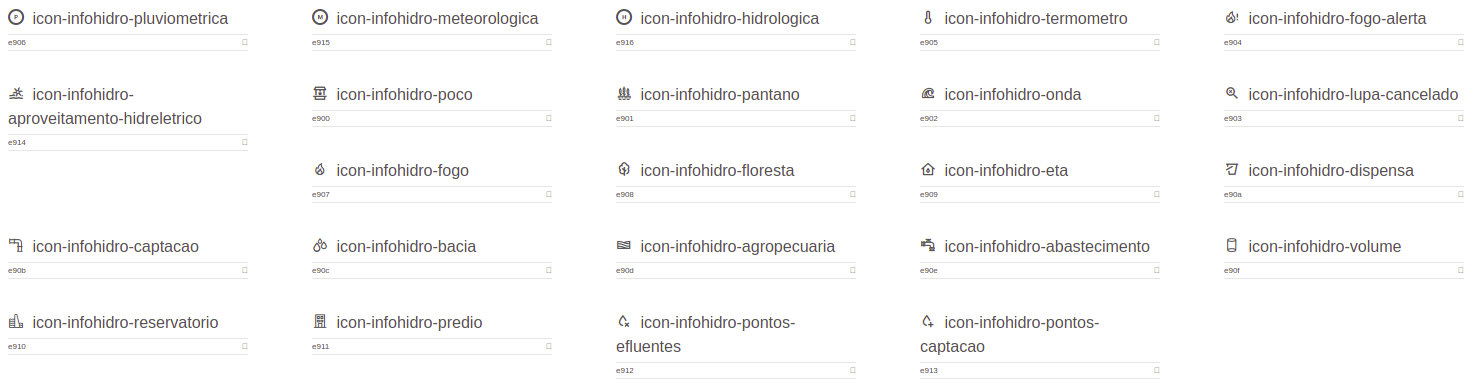 P icon-infohidro-pluviometrica
e906
M icon-infohidro-meteorologica
e915
H icon-infohidro-hidrologica
e916
icon-infohidro-termometro
e905
icon-infohidro-fogo-alerta
e904
icon-infohidro-
aproveitamento-hidreletrico
e914
icon-infohidro-poco
e900
icon-infohidro-pantano
e901
icon-infohidro-onda
e902
icon-infohidro-lupa-cancelado
e903
icon-infohidro-fogo
e907
icon-infohidro-floresta
e908
icon-infohidro-eta
e909
icon-infohidro-dispensa
e90a
icon-infohidro-captacao
e90b
icon-infohidro-bacia
e90c
icon-infohidro-agropecuaria
e90d
icon-infohidro-abastecimento
e90e
icon-infohidro-volume
e90f
icon-infohidro-reservatorio
e910
icon-infohidro-predio
e911
icon-infohidro-pontos-
efluentes
e912
icon-infohidro-pontos-
captacao
e913